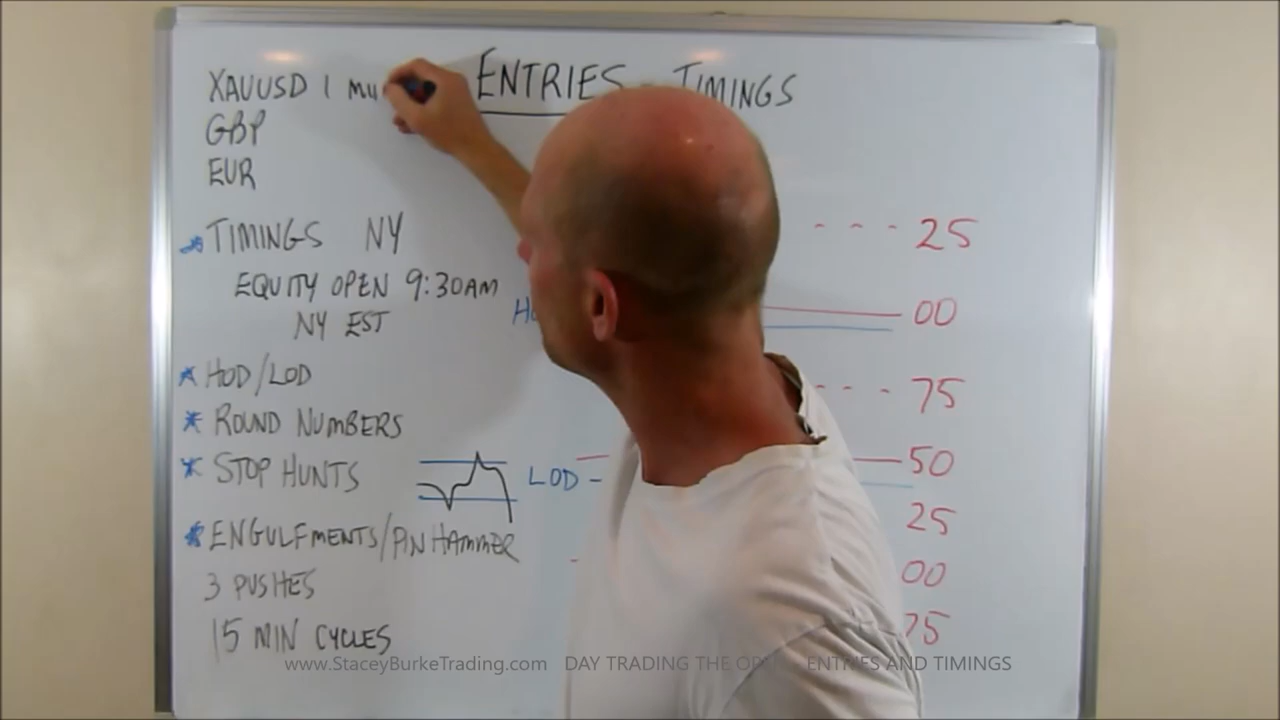 ENTRIES TIMINGS
XAUUSD 1
GBP
EUR
TIMINGS NY
EQUITY OPEN 9:30AM
NY EST
HOD/LOD
ROUND NUMBERS
STOP HUNTS
ENGULFMENTS/PIN HAMMER
3 PUSHES
15 MIN CYCLES
LOD -
25
00
75
50
25
00
75
www.StaceyBurkeTrading.com DAY TRADING THE ENTRIES AND TIMINGS